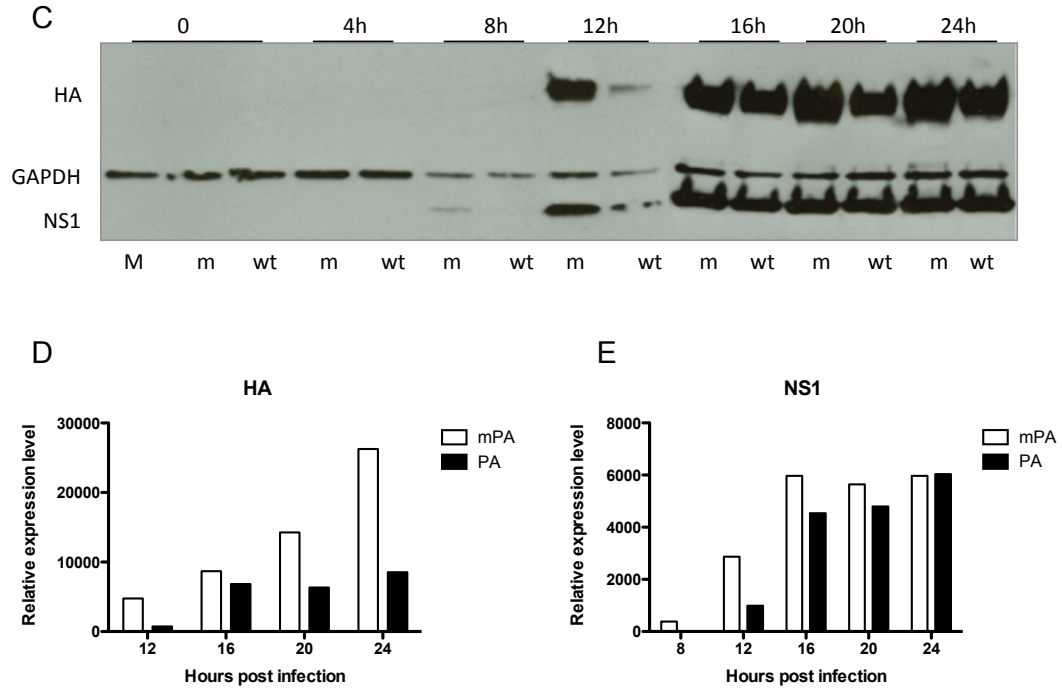 C
0 4h 8h 12h 16h 20h 24h
HA
GAPDH
NS1
M m wt m wt m wt m wt m wt m wt m wt
D
HA
Relative expression level
30000
20000
10000
0
12 16 20 24
Hours post infection
mPA
PA
E
NS1
Relative expression level
8000
6000
4000
2000
0
8 12 16 20 24
Hours post infection
mPA
PA